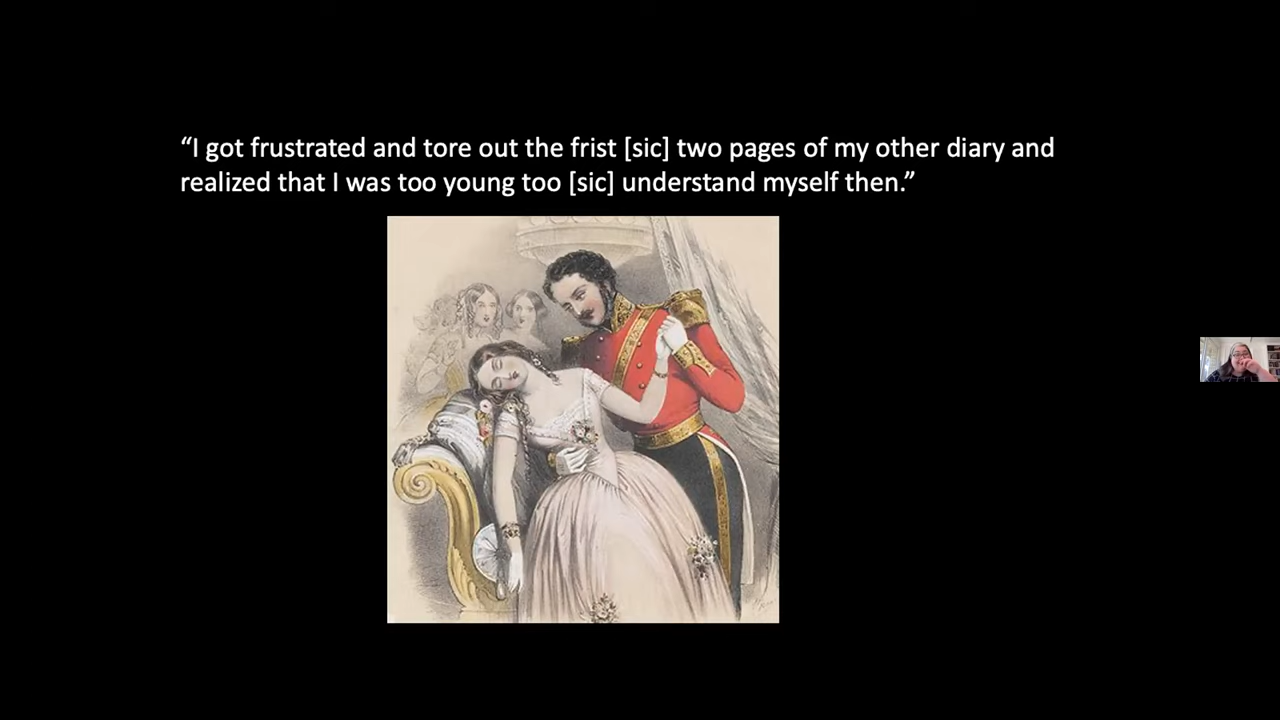 “I got frustrated and tore out the frist [sic] two pages of my other diary and
realized that I was too young too [sic] understand myself then.”